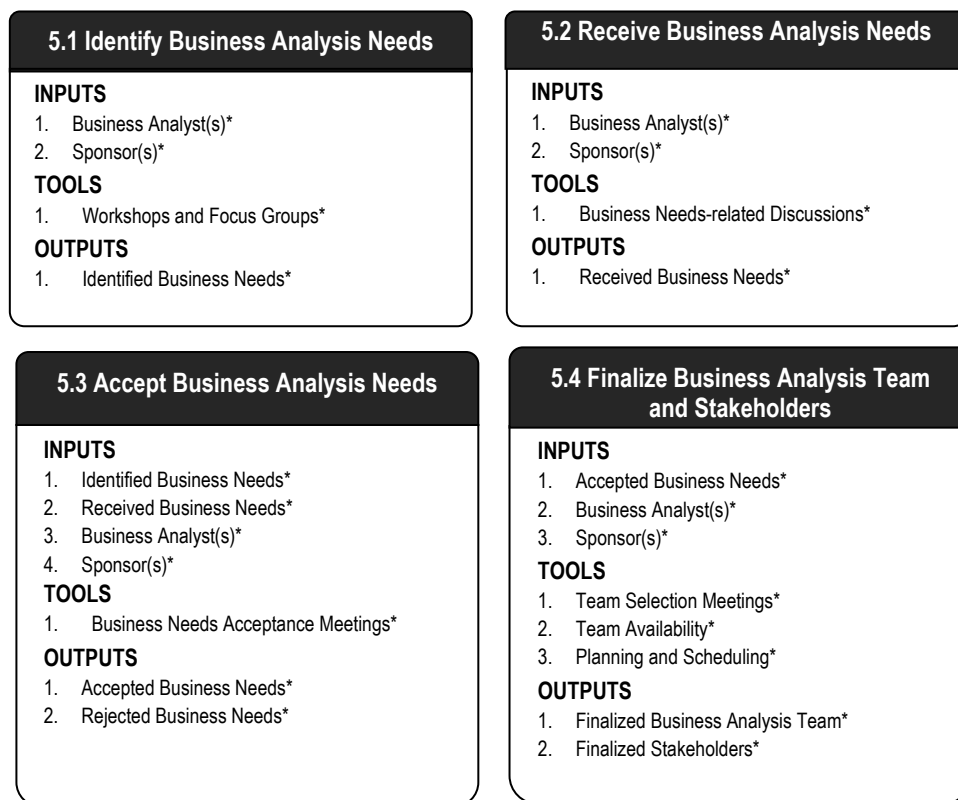 5.1 Identify Business Analysis Needs
INPUTS
1. Business Analyst(s)*
2. Sponsor(s)*
TOOLS
1. Workshops and Focus Groups*
OUTPUTS
1. Identified Business Needs*
5.2 Receive Business Analysis Needs
INPUTS
1. Business Analyst(s)*
2. Sponsor(s)*
TOOLS
1. Business Needs-related Discussions*
OUTPUTS
1. Received Business Needs*
5.3 Accept Business Analysis Needs
INPUTS
1. Identified Business Needs*
2. Received Business Needs*
3. Business Analyst(s)*
4. Sponsor(s)*
TOOLS
1. Business Needs Acceptance Meetings*
OUTPUTS
1. Accepted Business Needs*
2. Rejected Business Needs*
5.4 Finalize Business Analysis Team
and Stakeholders
INPUTS
1. Accepted Business Needs*
2. Business Analyst(s)*
3. Sponsor(s)*
TOOLS
1. Team Selection Meetings*
2. Team Availability*
3. Planning and Scheduling*
OUTPUTS
1. Finalized Business Analysis Team*
2. Finalized Stakeholders*